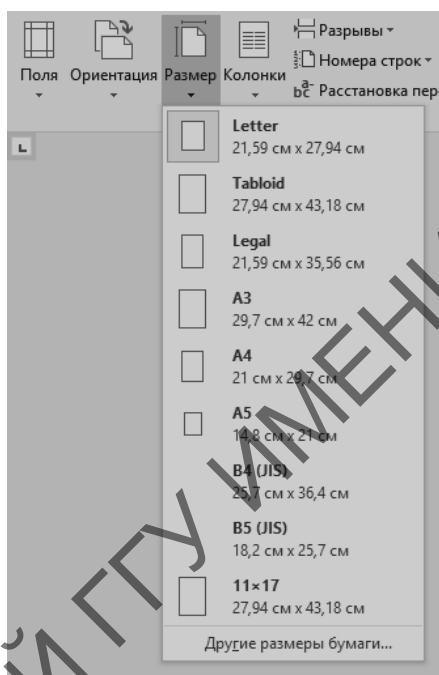 Поля
Ориентация
Размер
Колонки
Разрывы
Номера строк
Расстановка пер
Letter
21,59 см x 27,94 см
Tabloid
27,94 см x 43,18 см
Legal
21,59 см x 35,56 см
A3
29,7 см x 42 см
A4
21 см x 29,7 см
A5
14,8 см x 21 см
B4 (JIS)
25,7 см x 36,4 см
B5 (JIS)
18,2 см x 25,7 см
11×17
27,94 см x 43,18 см
Другие размеры бумаги...
Й ГГУ ИМЕНИ